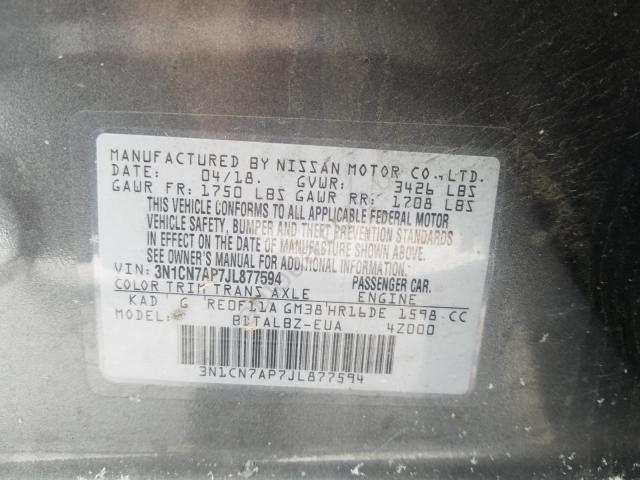 MANUFACTURED BY NISSAN MOTOR CO.,LTD.
DATE: 04/18. GVWR: 3426 LBS
GAWR FR: 1750 LBS GAWR RR: 1708 LBS
THIS VEHICLE CONFORMS TO ALL APPLICABLE FEDERAL MOTOR
VEHICLE SAFETY, BUMPER AND THEFT PREVENTION STANDARDS
IN EFFECT ON THE DATE OF MANUFACTURE SHOWN ABOVE.
SEE OWNER'S MANUAL FOR ADDITIONAL INFORMATION.
VIN: 3N1CN7AP7JL877594 PASSENGER CAR.
COLOR TRIM TRANS AXLE ENGINE
KAD G RE0F11A GM38 HR16DE 1598 CC
MODEL: B1TALBZ-EUA 4Z000
3N1CN7AP7JL877594